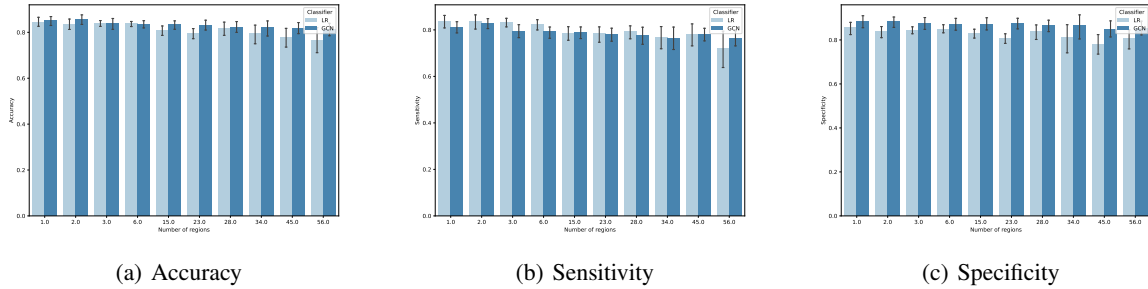 Classifier
LR
GCN
0.8
0.6
0.4
0.2
0.0
Accuracy
1.0 2.0 3.0 6.0 15.0 23.0 28.0 34.0 45.0 56.0
Number of regions
(a) Accuracy
Classifier
LR
GCN
0.8
0.6
0.4
0.2
0.0
Sensitivity
1.0 2.0 3.0 6.0 15.0 23.0 28.0 34.0 45.0 56.0
Number of regions
(b) Sensitivity
Classifier
LR
GCN
0.8
0.6
0.4
0.2
0.0
Specificity
1.0 2.0 3.0 6.0 15.0 23.0 28.0 34.0 45.0 56.0
Number of regions
(c) Specificity